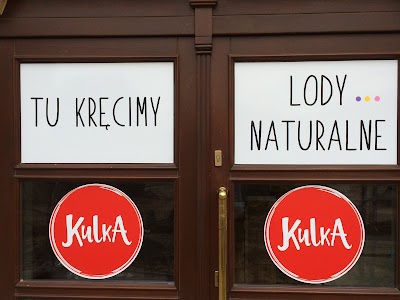 TU KRĘCIMY
LODY...
NATURALNE
KulkA
KulkA